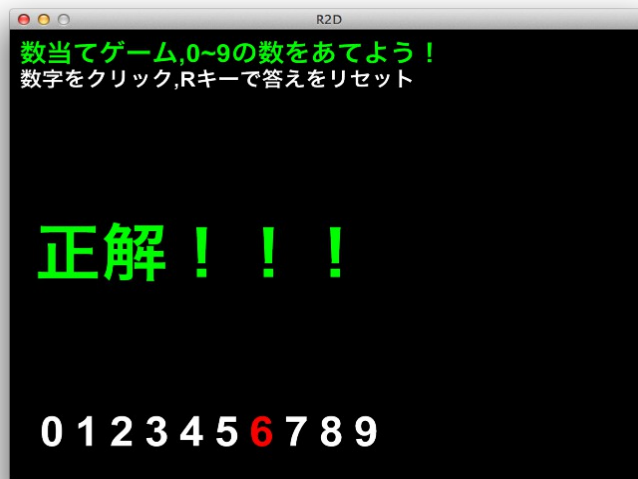 R2D
数当てゲーム,0~9の数をあてよう！
数字をクリック,Rキーで答えをリセット
正解！！！
0 1 2 3 4 5 6 7 8 9